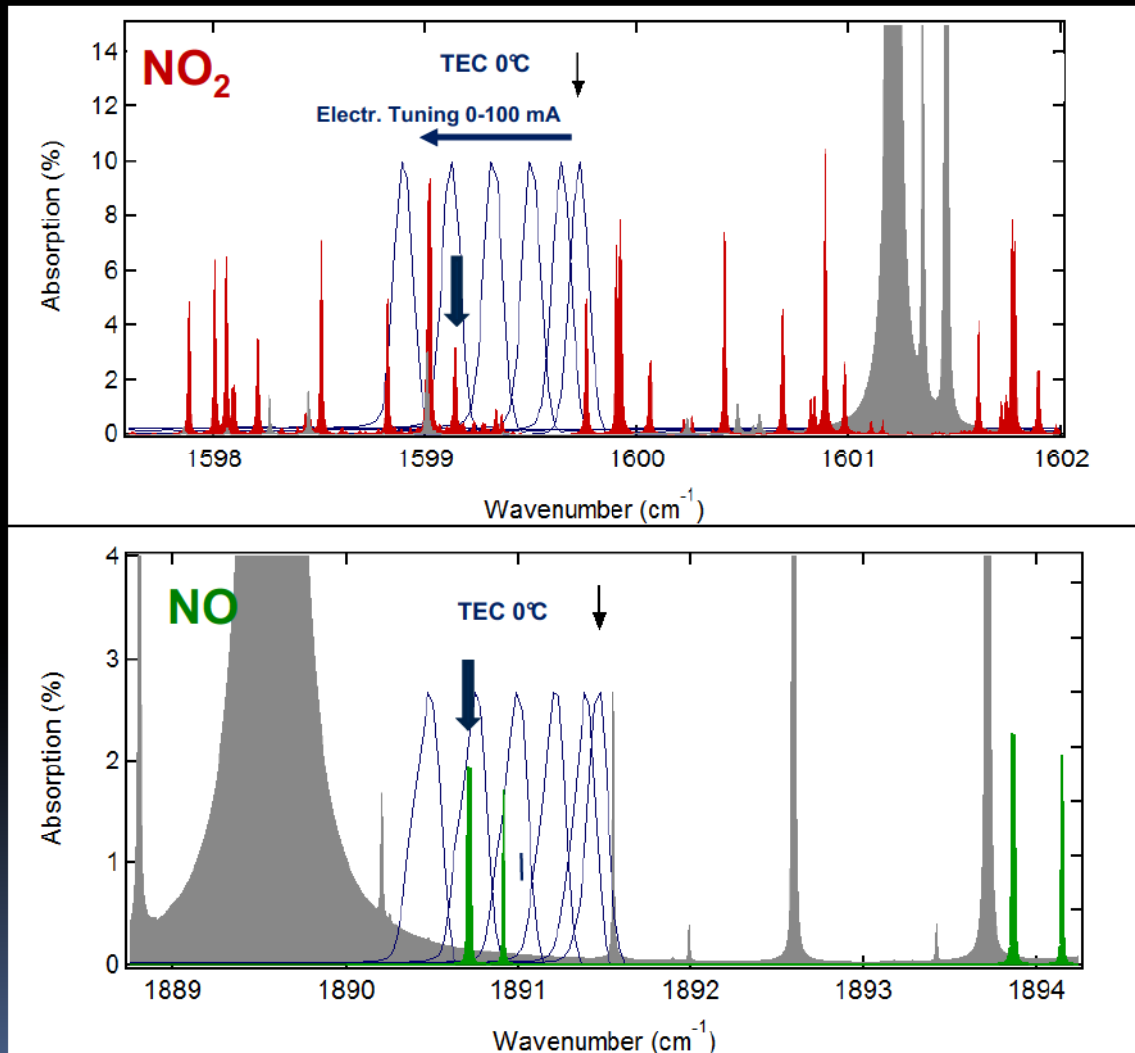 14
12
10
8
6
4
2
0
Absorption (%)
NO₂
TEC 0°C
Electr. Tuning 0-100 mA
1598 1599 1600 1601 1602
Wavenumber (cm⁻¹)
4
3
2
1
0
Absorption (%)
NO
TEC 0°C
1889 1890 1891 1892 1893 1894
Wavenumber (cm⁻¹)